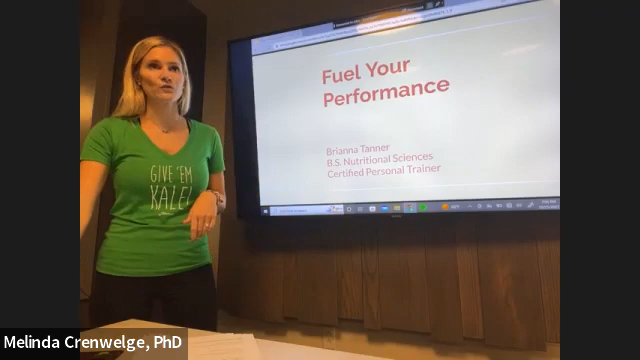 Fuel Your
Performance
Brianna Tanner
B.S. Nutritional Sciences
Certified Personal Trainer
GIVE 'EM
KALE!
Melinda Crenwelge, PhD